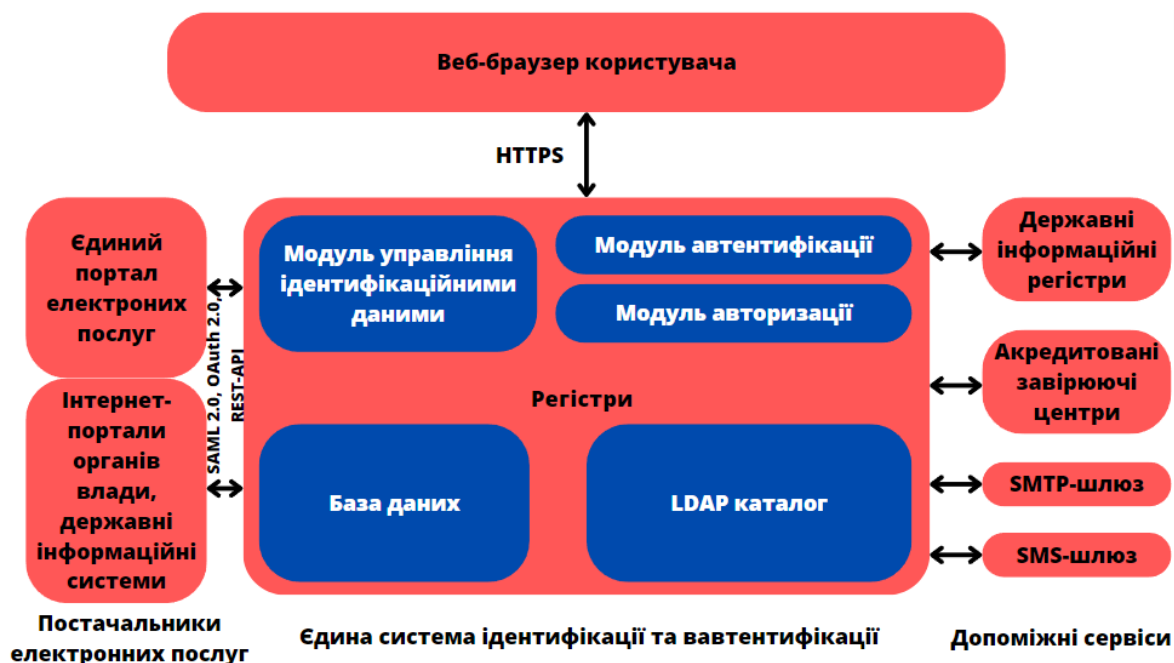 Веб-браузер користувача
HTTPS
Єдиний
портал
електроних
послуг
Інтернет-
портали
органів
влади,
державні
інформаційні
системи
SAML 2.0, OAuth 2.0,
REST-API
Модуль управління
ідентифікаційними
даними
Модуль автентифікації
Модуль авторизації
Регістри
База даних
LDAP каталог
Державні
інформаційні
регістри
Акредитовані
завірюючі
центри
SMTP-шлюз
SMS-шлюз
Постачальники
електронних послуг
Єдина система ідентифікації та вавтентифікації
Допоміжні сервіси